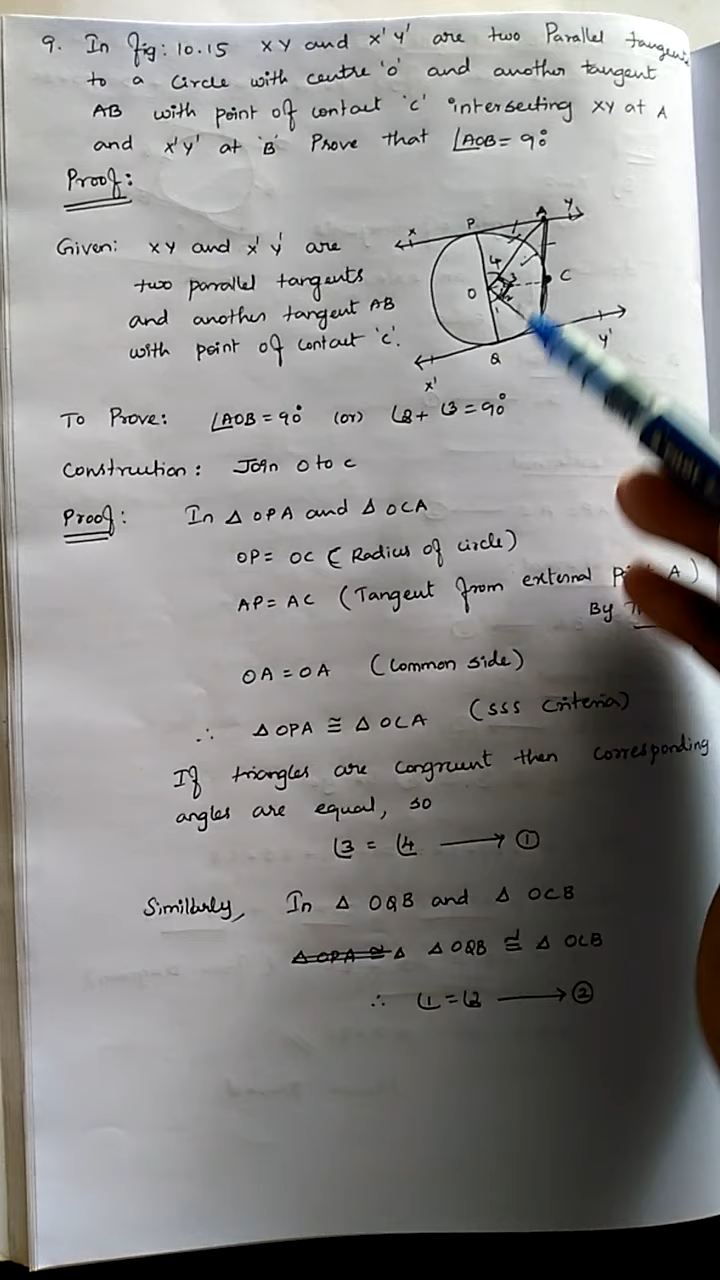 9. In fig: 10.15 xy and x'y' are two Parallel tangents
to a circle with centre 'o' and another tangent
AB with point of contact 'c' intersecting xy at A
and x'y' at 'B' Prove that ∠AOB = 90°
Proof:
Given: xy and x'y' are
two parallel tangents
and another tangent AB
with point of contact 'c'.
x P A y
4 3
O C
2
1
Q y'
x'
To Prove: ∠AOB = 90° (or) ∠2 + ∠3 = 90°
Construction: Join O to C
Proof: In △ OPA and △ OCA
OP = OC (Radius of circle)
AP = AC (Tangent from external A)
By
OA = OA (Common side)
∴ △ OPA ≅ △ OCA (SSS Criteria)
If triangles are congruent then corresponding
angles are equal, so
∠3 = ∠4 → ①
Similarly, In △ OQB and △ OCB
△ OPA ≅ △ △ OQB ≅ △ OCB
∴ ∠1 = ∠2 → ②